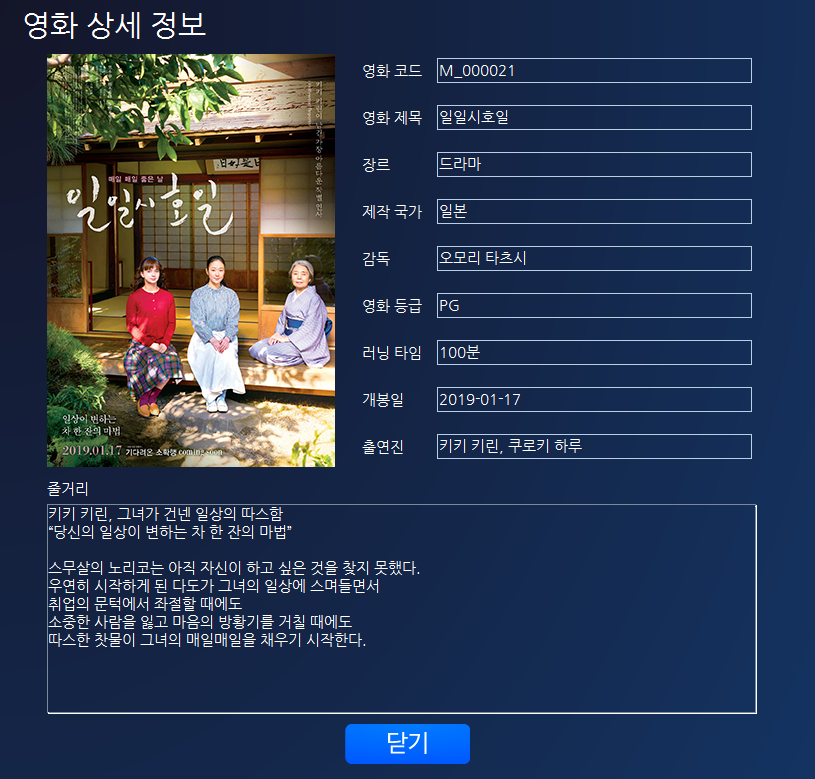 영화 상세 정보
매일 매일 좋은 날
일일시호일
일상이 변하는
차 한 잔의 마법
2019.01.17 기다려온 소확행 coming soon
영화 코드 M_000021
영화 제목 일일시호일
장르 드라마
제작 국가 일본
감독 오모리 타츠시
영화 등급 PG
러닝 타임 100분
개봉일 2019-01-17
출연진 키키 키린, 쿠로키 하루
줄거리
키키 키린, 그녀가 건넨 일상의 따스함
“당신의 일상이 변하는 차 한 잔의 마법”
스무살의 노리코는 아직 자신이 하고 싶은 것을 찾지 못했다.
우연히 시작하게 된 다도가 그녀의 일상에 스며들면서
취업의 문턱에서 좌절할 때에도
소중한 사람을 잃고 마음의 방황기를 거칠 때에도
따스한 찻물이 그녀의 매일매일을 채우기 시작한다.
닫기